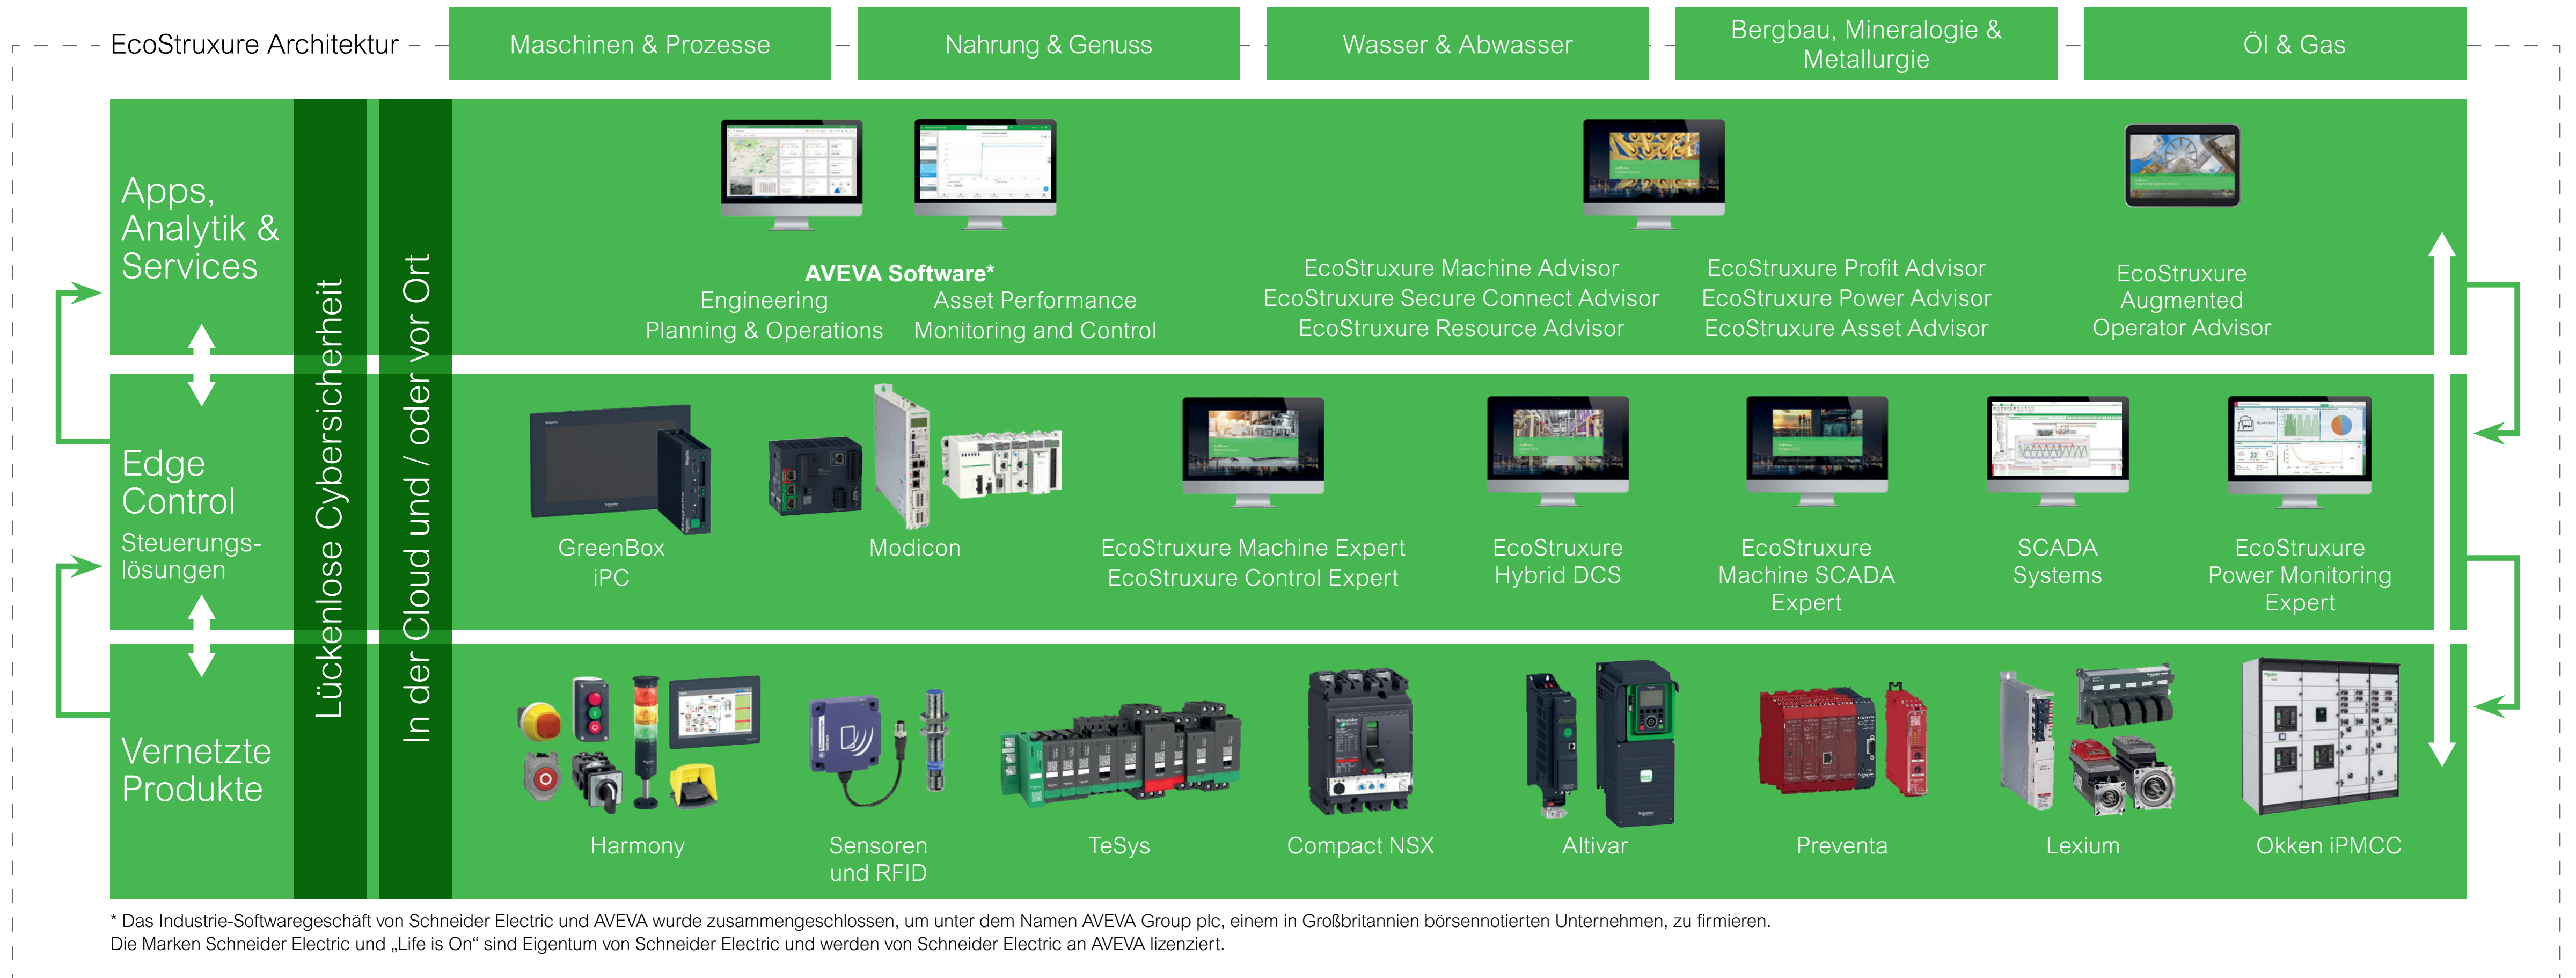 EcoStruxure Architektur
Maschinen & Prozesse
Nahrung & Genuss
Wasser & Abwasser
Bergbau, Mineralogie &
Metallurgie
Öl & Gas
Apps,
Analytik &
Services
Lückenlose Cybersicherheit
In der Cloud und / oder vor Ort
AVEVA Software*
Engineering
Planning & Operations
Asset Performance
Monitoring and Control
EcoStruxure Machine Advisor
EcoStruxure Secure Connect Advisor
EcoStruxure Resource Advisor
EcoStruxure Profit Advisor
EcoStruxure Power Advisor
EcoStruxure Asset Advisor
EcoStruxure
Augmented
Operator Advisor
Edge
Control
Steuerungs-
lösungen
GreenBox
iPC
Modicon
EcoStruxure Machine Expert
EcoStruxure Control Expert
EcoStruxure
Hybrid DCS
EcoStruxure
Machine SCADA
Expert
SCADA
Systems
EcoStruxure
Power Monitoring
Expert
Vernetzte
Produkte
Harmony
Sensoren
und RFID
TeSys
Compact NSX
Altivar
Preventa
Lexium
Okken iPMCC
* Das Industrie-Softwaregeschäft von Schneider Electric und AVEVA wurde zusammengeschlossen, um unter dem Namen AVEVA Group plc, einem in Großbritannien börsennotierten Unternehmen, zu firmieren.
Die Marken Schneider Electric und „Life is On“ sind Eigentum von Schneider Electric und werden von Schneider Electric an AVEVA lizenziert.